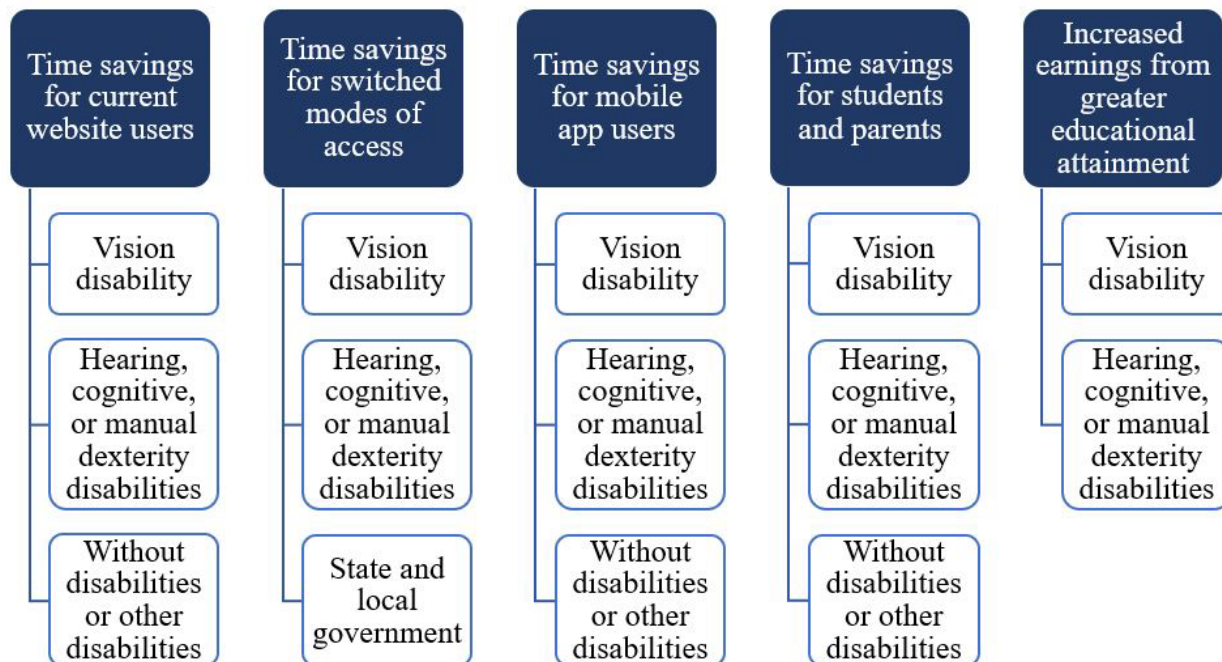 Time savings
for current
website users
Vision
disability
Hearing,
cognitive,
or manual
dexterity
disabilities
Without
disabilities
or other
disabilities
Time savings
for switched
modes of
access
Vision
disability
Hearing,
cognitive,
or manual
dexterity
disabilities
State and
local
government
Time savings
for mobile
app users
Vision
disability
Hearing,
cognitive,
or manual
dexterity
disabilities
Without
disabilities
or other
disabilities
Time savings
for students
and parents
Vision
disability
Hearing,
cognitive,
or manual
dexterity
disabilities
Without
disabilities
or other
disabilities
Increased
earnings from
greater
educational
attainment
Vision
disability
Hearing,
cognitive,
or manual
dexterity
disabilities